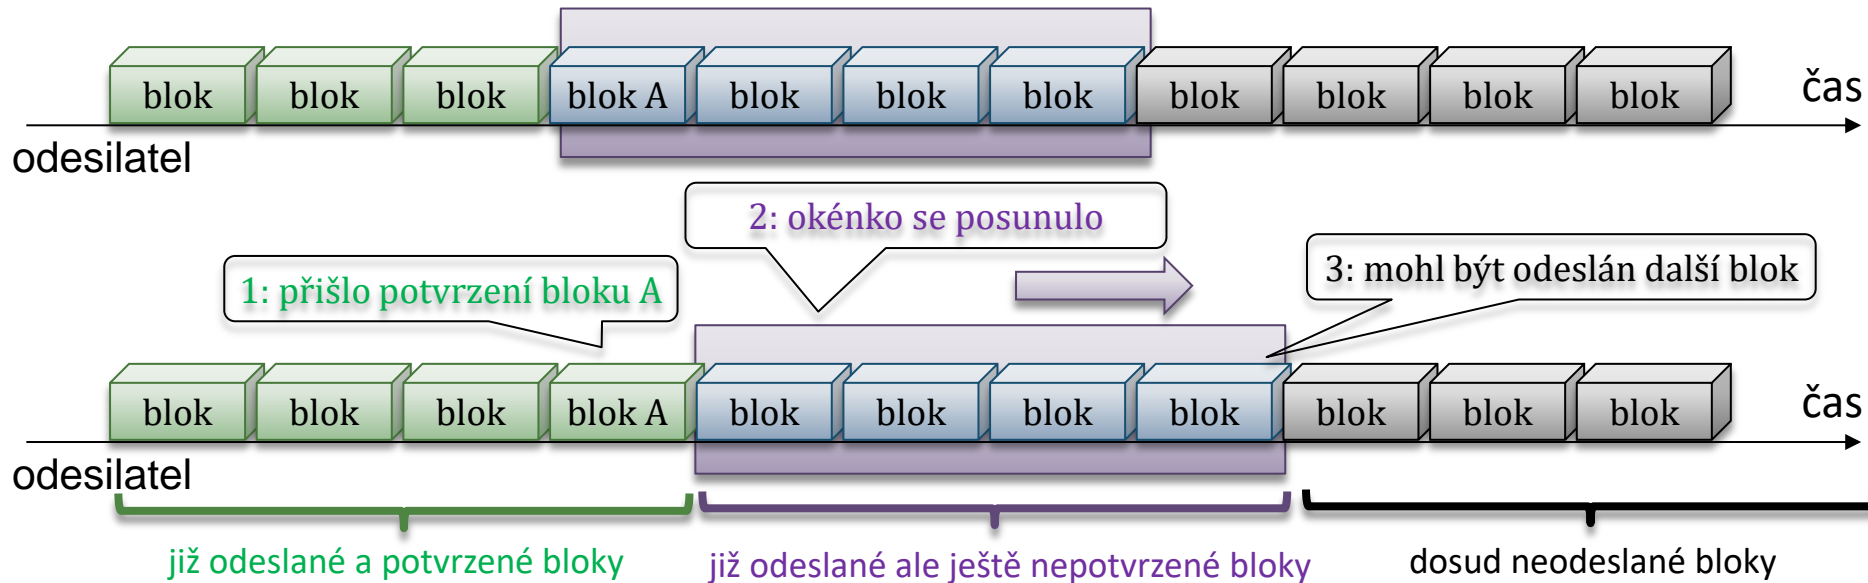 blok blok blok blok A blok blok blok blok blok blok blok čas
odesilatel
2: okénko se posunulo
1: přišlo potvrzení bloku A
3: mohl být odeslán další blok
blok blok blok blok A blok blok blok blok blok blok blok čas
odesilatel
již odeslané a potvrzené bloky
již odeslané ale ještě nepotvrzené bloky
dosud neodeslané bloky